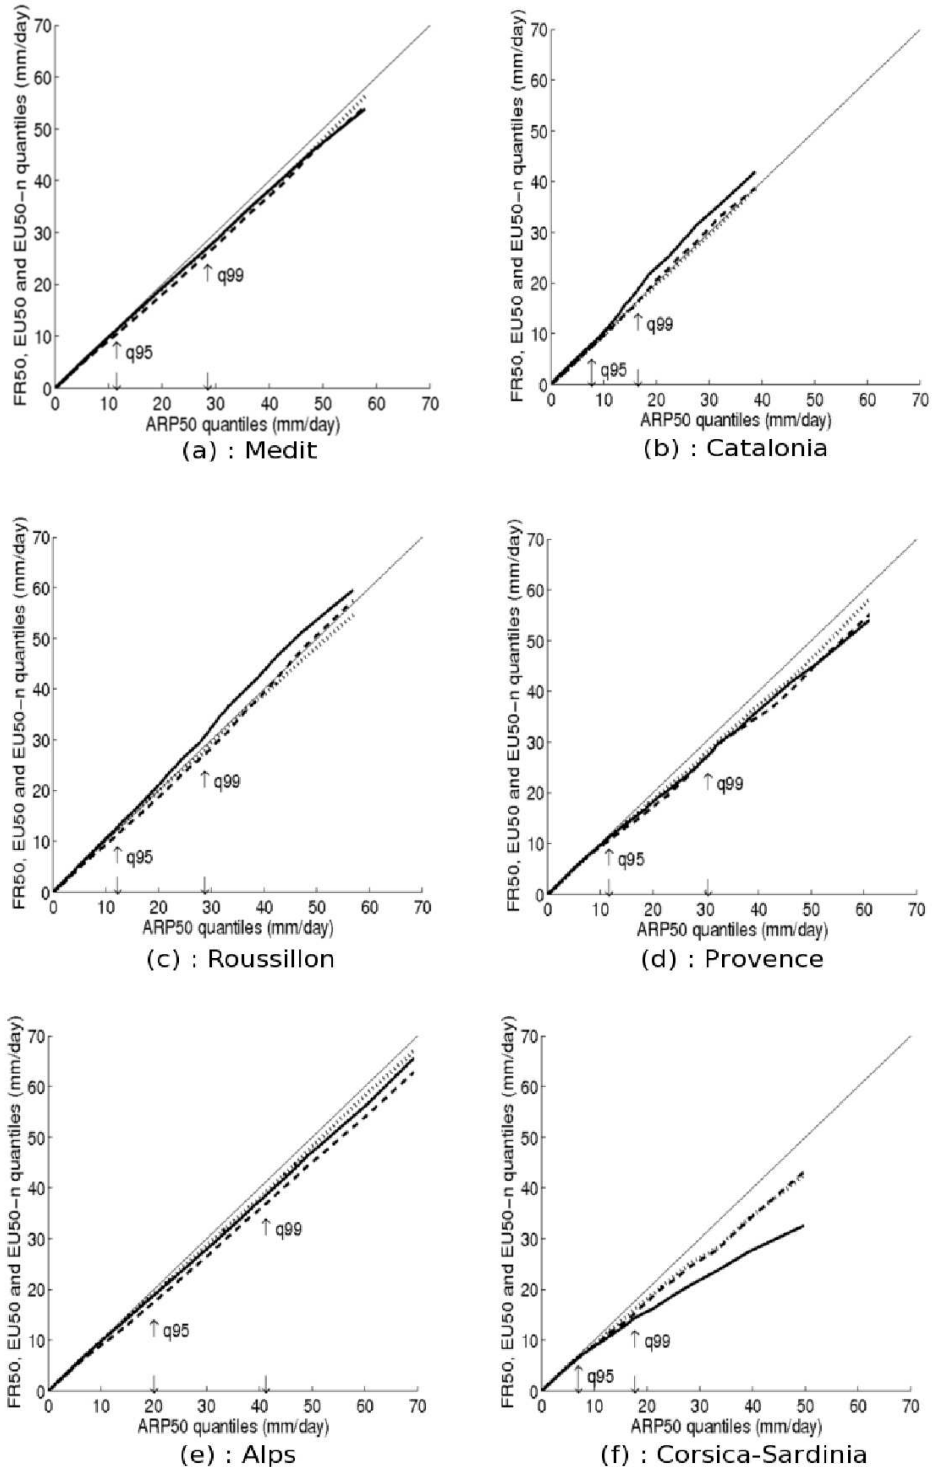 FR50, EU50 and EU50-n quantiles (mm/day)
70
60
50
40
30
20
10
0
↑ q99
↑ q95
0 10 20 30 40 50 60 70
ARP50 quantiles (mm/day)
(a) : Medit
FR50, EU50 and EU50-n quantiles (mm/day)
70
60
50
40
30
20
10
0
↑ q99
↑ q95
0 10 20 30 40 50 60 70
ARP50 quantiles (mm/day)
(b) : Catalonia
FR50, EU50 and EU50-n quantiles (mm/day)
70
60
50
40
30
20
10
0
↑ q99
↑ q95
0 10 20 30 40 50 60 70
ARP50 quantiles (mm/day)
(c) : Roussillon
FR50, EU50 and EU50-n quantiles (mm/day)
70
60
50
40
30
20
10
0
↑ q99
↑ q95
0 10 20 30 40 50 60 70
ARP50 quantiles (mm/day)
(d) : Provence
FR50, EU50 and EU50-n quantiles (mm/day)
70
60
50
40
30
20
10
0
↑ q99
↑ q95
0 10 20 30 40 50 60 70
ARP50 quantiles (mm/day)
(e) : Alps
FR50, EU50 and EU50-n quantiles (mm/day)
70
60
50
40
30
20
10
0
↑ q99
↑ q95
0 10 20 30 40 50 60 70
ARP50 quantiles (mm/day)
(f) : Corsica-Sardinia